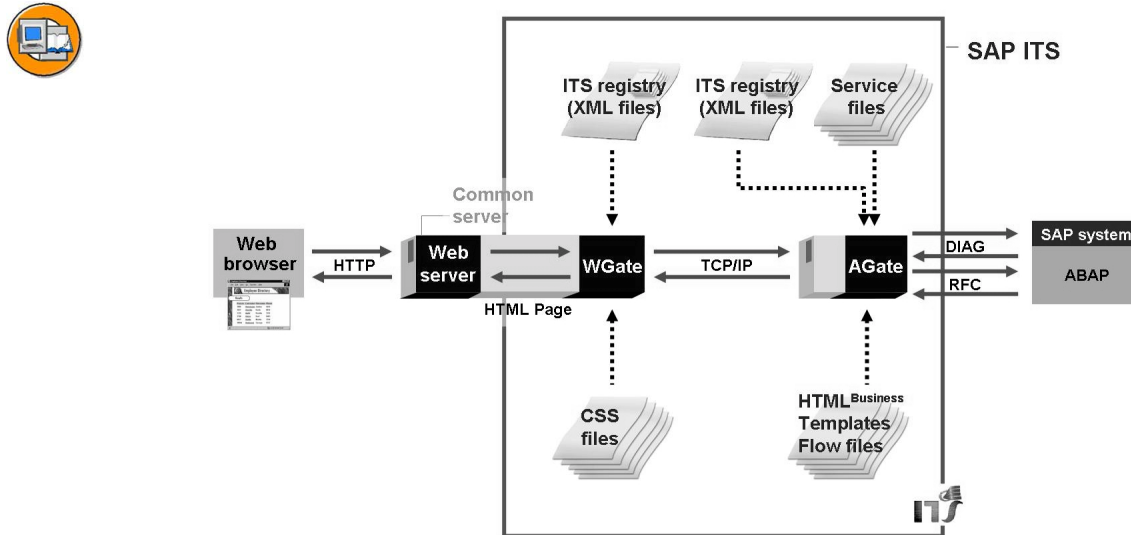 SAP ITS
ITS registry
(XML files)
ITS registry
(XML files)
Service
files
Common
server
Web
browser
HTTP
Web
server
HTML Page
WGate
TCP/IP
AGate
DIAG
RFC
SAP system
ABAP
CSS
files
HTMLBusiness
Templates
Flow files
ITS